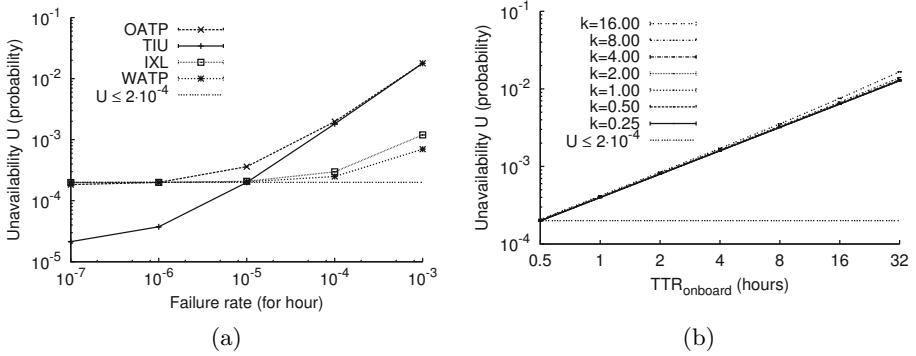 Unavailability U (probability)
10^-1
10^-2
10^-3
10^-4
10^-5
OATP
TIU
IXL
WATP
U ≤ 2·10^-4
10^-7 10^-6 10^-5 10^-4 10^-3
Failure rate (for hour)
(a)
Unavailability U (probability)
10^-1
10^-2
10^-3
10^-4
k=16.00
k=8.00
k=4.00
k=2.00
k=1.00
k=0.50
k=0.25
U ≤ 2·10^-4
0.5 1 2 4 8 16 32
TTR_onboard (hours)
(b)